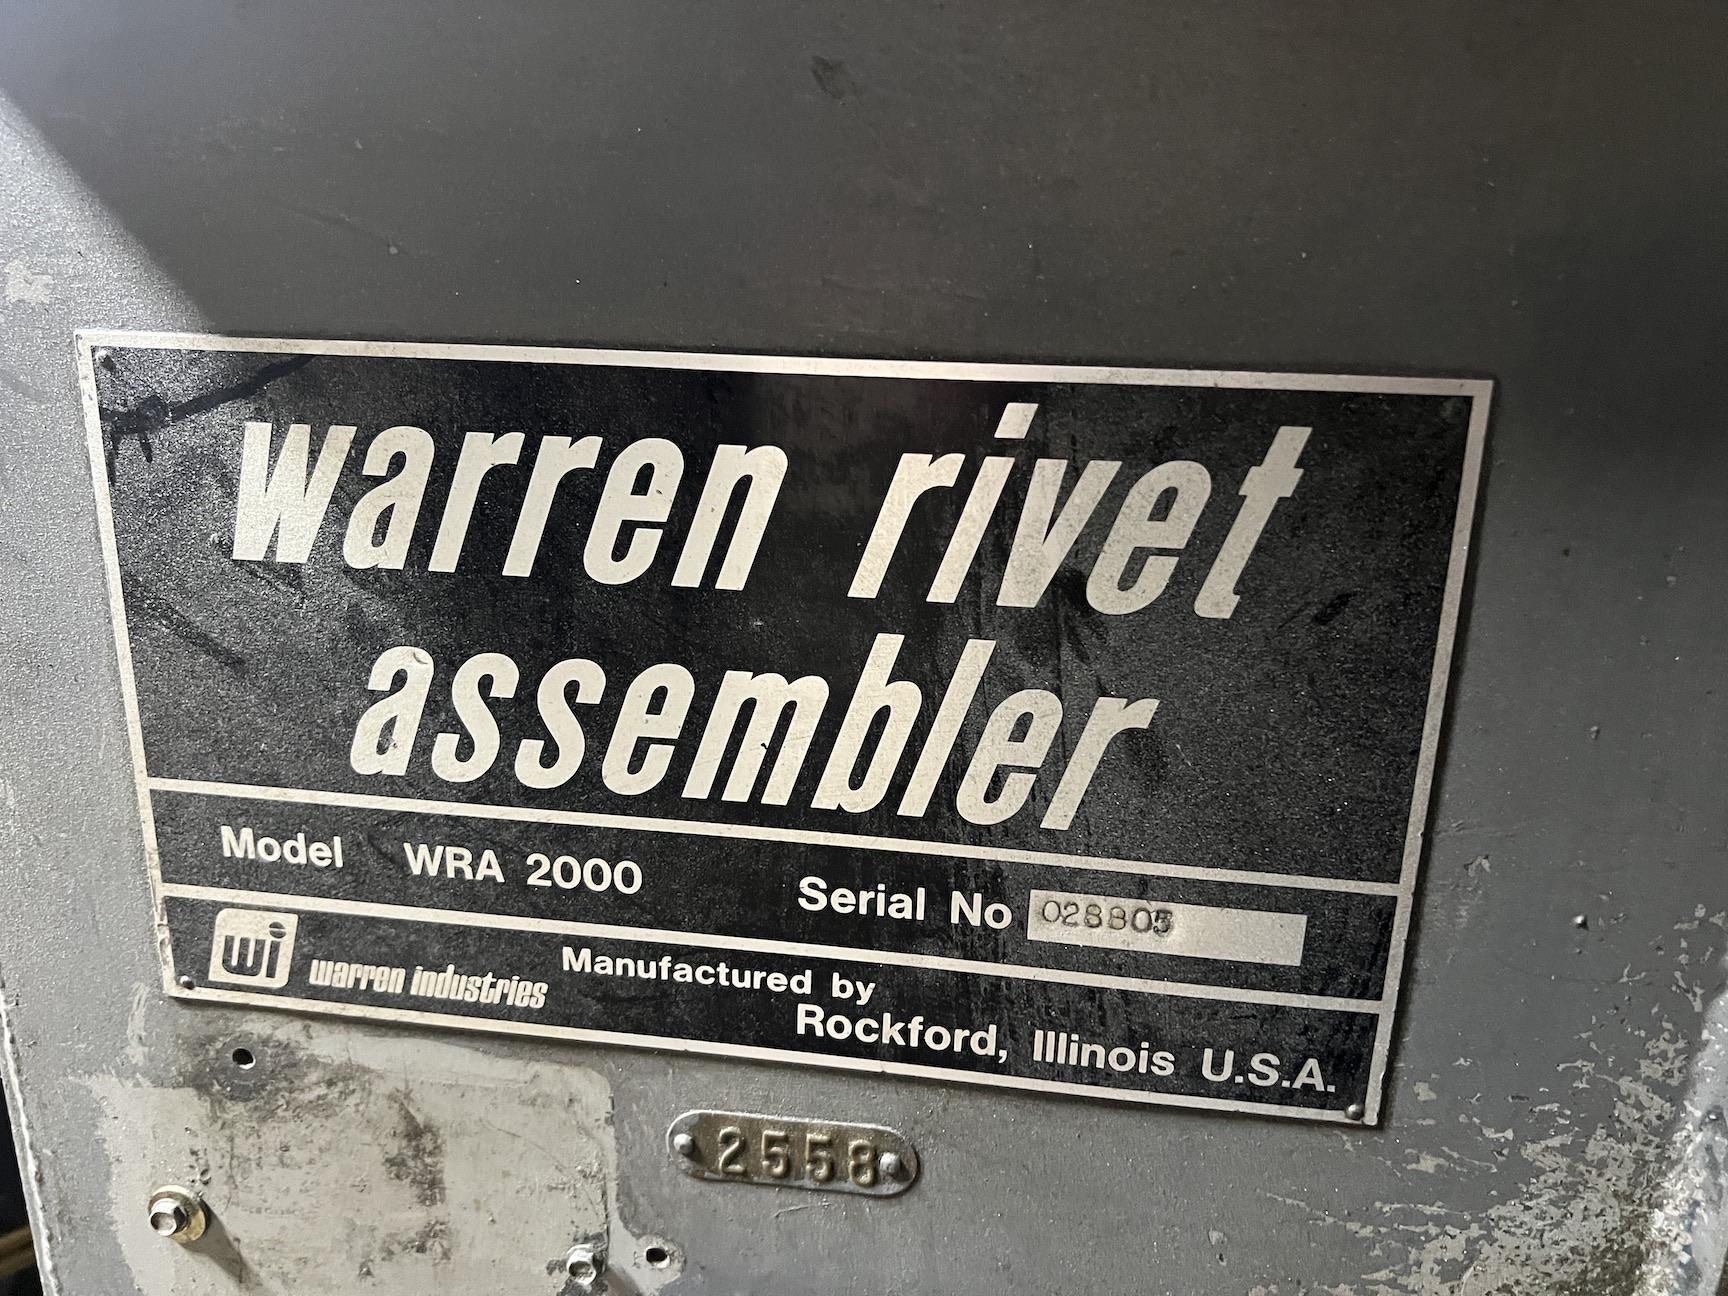 warren rivet
assembler
Model WRA 2000
Serial No 028805
wi warren industries
Manufactured by
Rockford, Illinois U.S.A.
2558